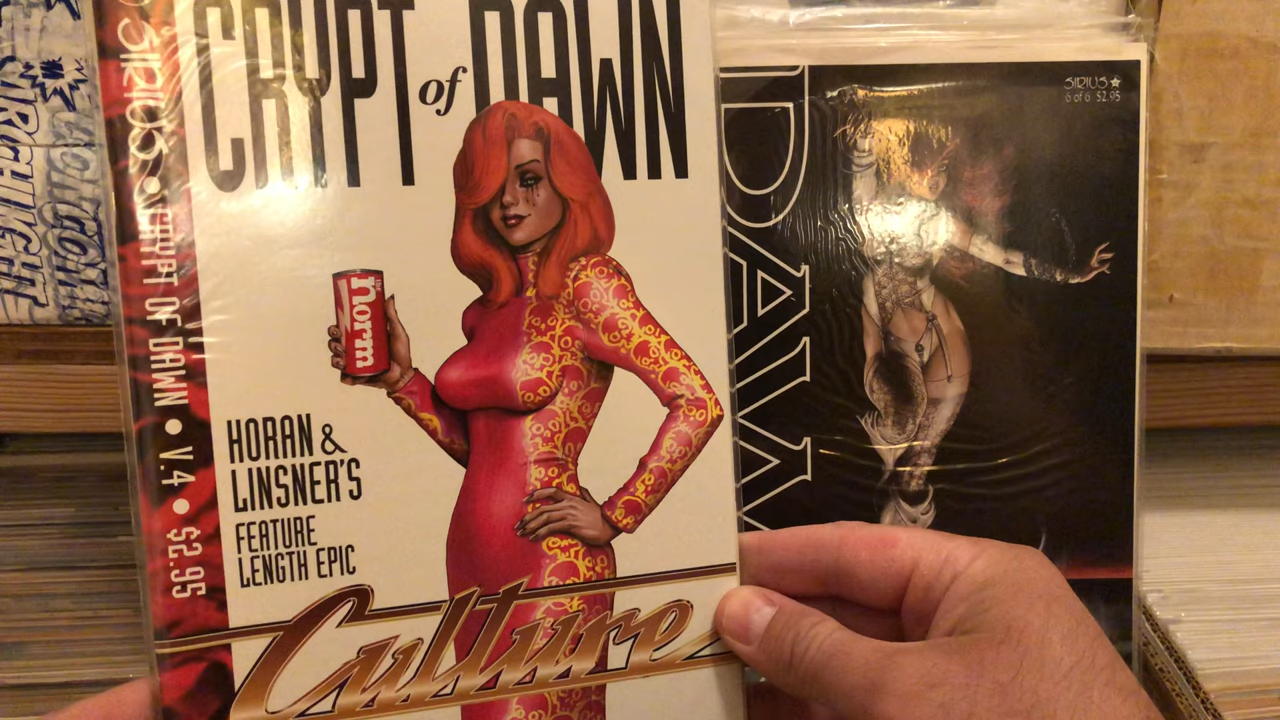 CRYPT of DAWN
SIRIUS • CRYPT OF DAWN • V.4 • $2.95
the
norm
HORAN &
LINSNER'S
FEATURE
LENGTH EPIC
Culture
DAWN
SIRIUS
6 of 6 $2.95